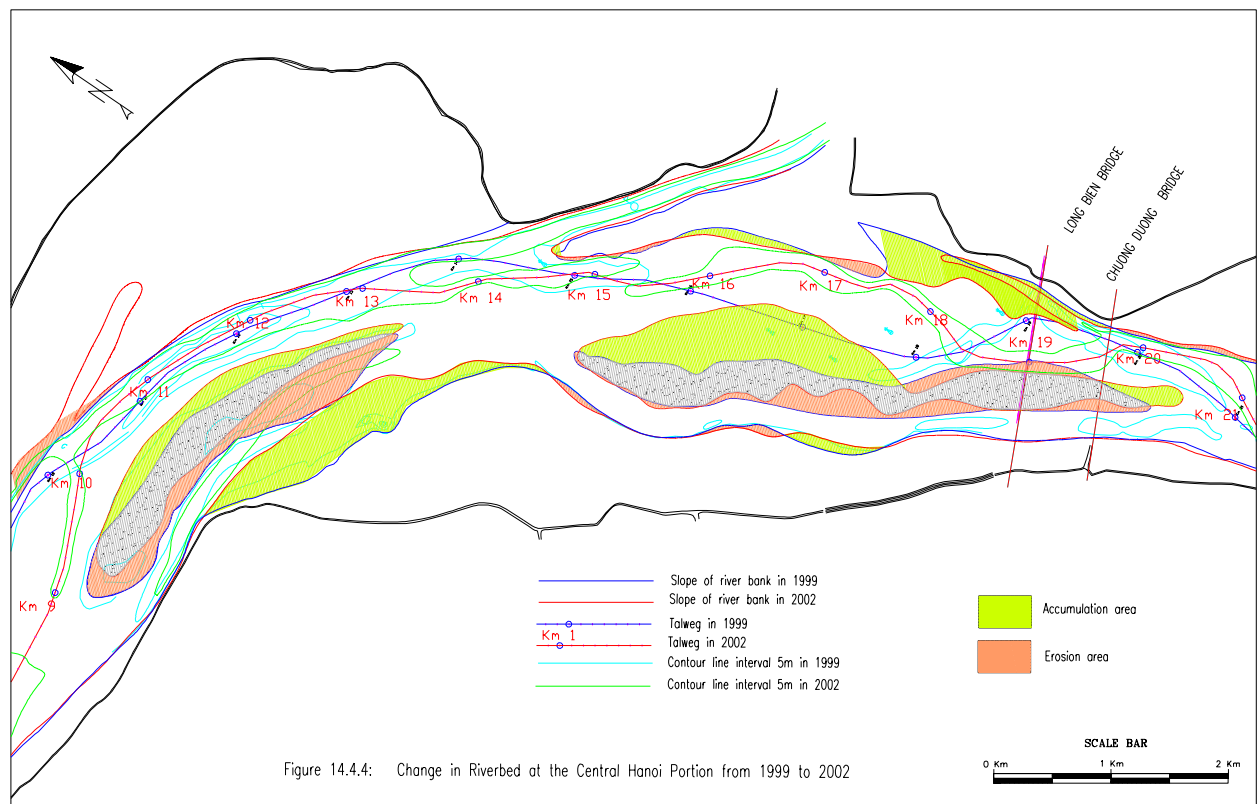 N
LONG BIEN BRIDGE
CHUONG DUONG BRIDGE
Km 9
Km 10
Km 11
Km 12
Km 13
Km 14
Km 15
Km 16
Km 17
Km 18
Km 19
Km 20
Km 21
Slope of river bank in 1999
Slope of river bank in 2002
Talweg in 1999
Km 1
Talweg in 2002
Contour line interval 5m in 1999
Contour line interval 5m in 2002
Accumulation area
Erosion area
SCALE BAR
0 Km 1 Km 2 Km
Figure 14.4.4: Change in Riverbed at the Central Hanoi Portion from 1999 to 2002